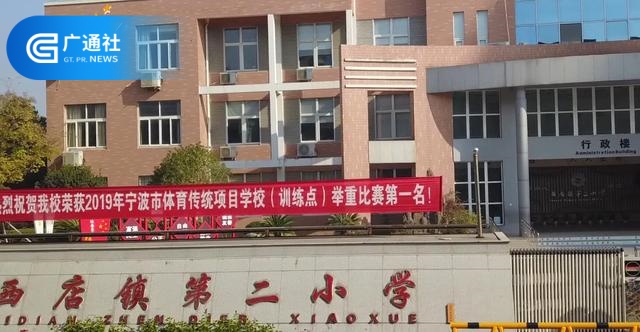 广通社
GT. PR. NEWS
行政楼
Administration Building
烈祝贺我校荣获2019年宁波市体育传统项目学校（训练点）举重比赛第一名！
西店镇第二小学
IDIAN ZHEN DIER XIAOXUE